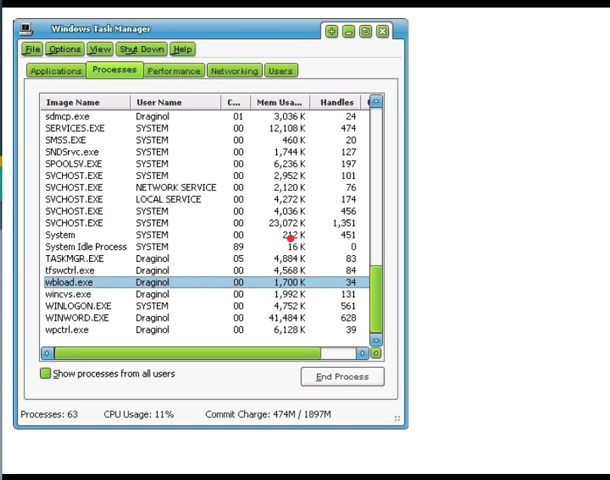 Windows Task Manager
File Options View Shut Down Help
Applications Processes Performance Networking Users
Image Name User Name C... Mem Usa... Handles
sdmcp.exe Draginol 01 3,036 K 24
SERVICES.EXE SYSTEM 00 12,108 K 474
SMSS.EXE SYSTEM 00 460 K 20
SNDSrvc.exe SYSTEM 00 1,744 K 127
SPOOLSV.EXE SYSTEM 00 6,236 K 197
SVCHOST.EXE SYSTEM 00 2,952 K 101
SVCHOST.EXE NETWORK SERVICE 00 2,120 K 76
SVCHOST.EXE LOCAL SERVICE 00 4,272 K 174
SVCHOST.EXE SYSTEM 00 4,036 K 456
SVCHOST.EXE SYSTEM 00 23,072 K 1,351
System SYSTEM 00 212 K 451
System Idle Process SYSTEM 89 16 K 0
TASKMGR.EXE Draginol 05 4,884 K 83
tfswctrl.exe Draginol 00 4,568 K 84
wbload.exe Draginol 00 1,700 K 34
wincvs.exe Draginol 00 1,992 K 131
WINLOGON.EXE SYSTEM 00 4,752 K 561
WINWORD.EXE Draginol 00 41,484 K 628
wpctrl.exe Draginol 00 6,128 K 39
Show processes from all users
End Process
Processes: 63 CPU Usage: 11% Commit Charge: 474M / 1897M